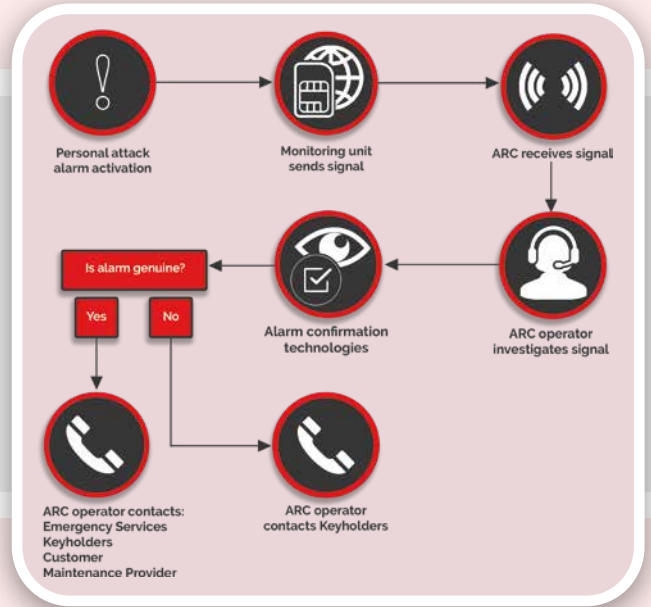 Personal attack
alarm activation
Monitoring unit
sends signal
ARC receives signal
ARC operator
investigates signal
Alarm confirmation
technologies
Is alarm genuine?
Yes
No
ARC operator contacts:
Emergency Services
Keyholders
Customer
Maintenance Provider
ARC operator
contacts Keyholders